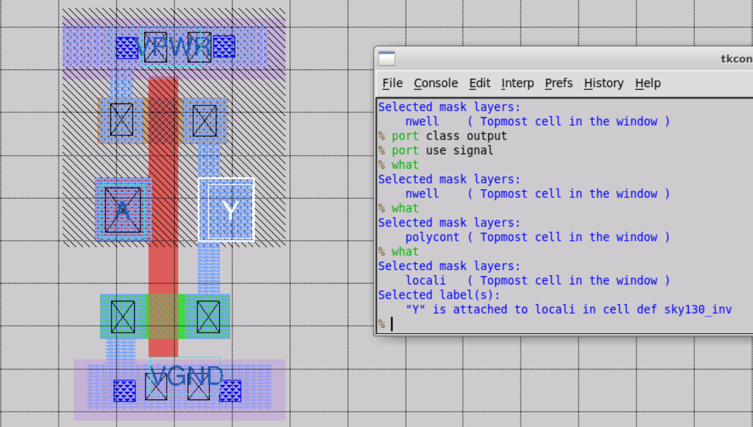 VPWR
A
Y
VGND
tkcon
File Console Edit Interp Prefs History Help
Selected mask layers:
nwell ( Topmost cell in the window )
% port class output
% port use signal
% what
Selected mask layers:
nwell ( Topmost cell in the window )
% what
Selected mask layers:
polycont ( Topmost cell in the window )
% what
Selected mask layers:
locali ( Topmost cell in the window )
Selected label(s):
"Y" is attached to locali in cell def sky130_inv
%